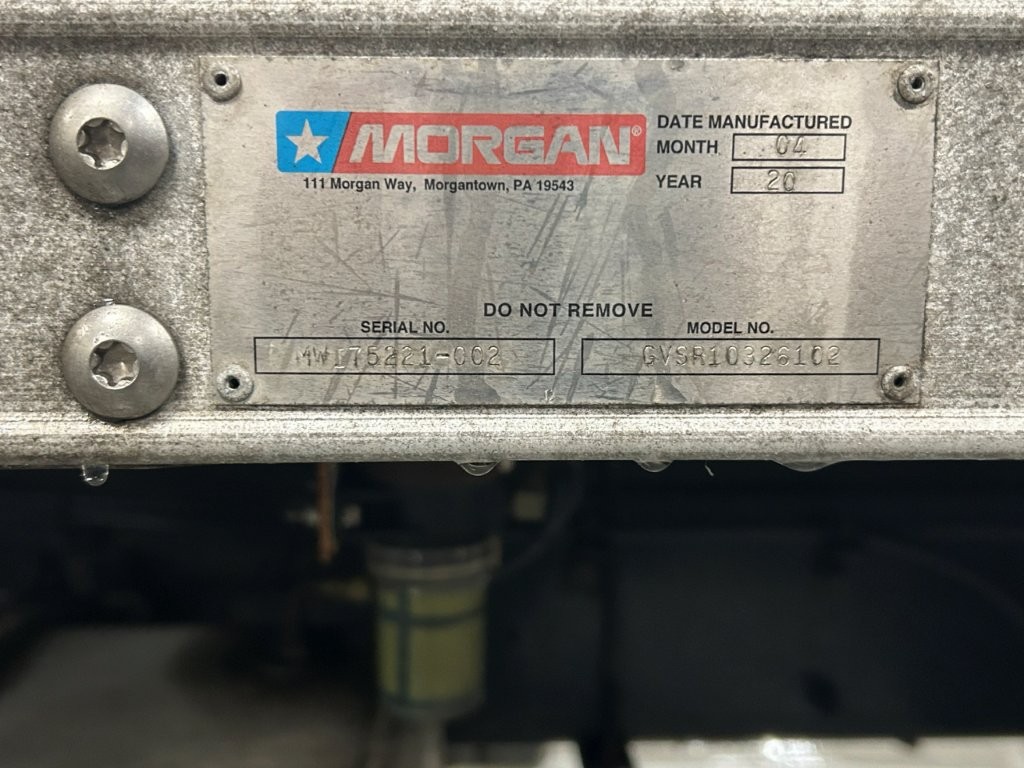 MORGAN®
111 Morgan Way, Morgantown, PA 19543
DATE MANUFACTURED
MONTH 04
YEAR 20
DO NOT REMOVE
SERIAL NO. MODEL NO.
GVSR10326102